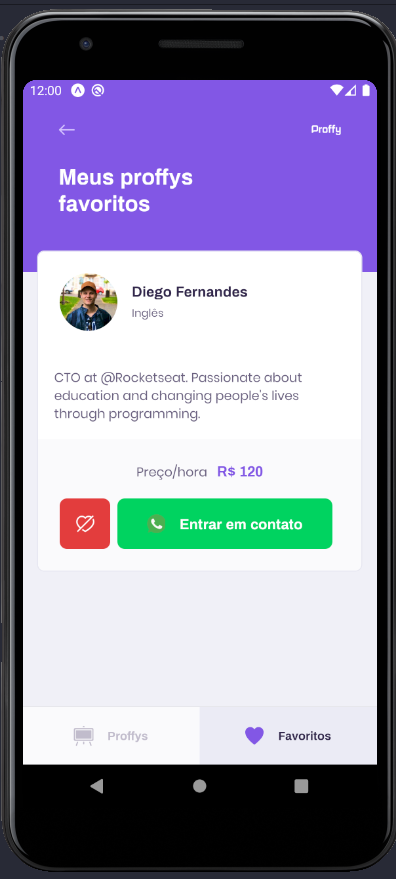 12:00
Proffy
Meus proffys
favoritos
Diego Fernandes
Inglês
CTO at @Rocketseat. Passionate about
education and changing people's lives
through programming.
Preço/hora R$ 120
Entrar em contato
Proffys Favoritos